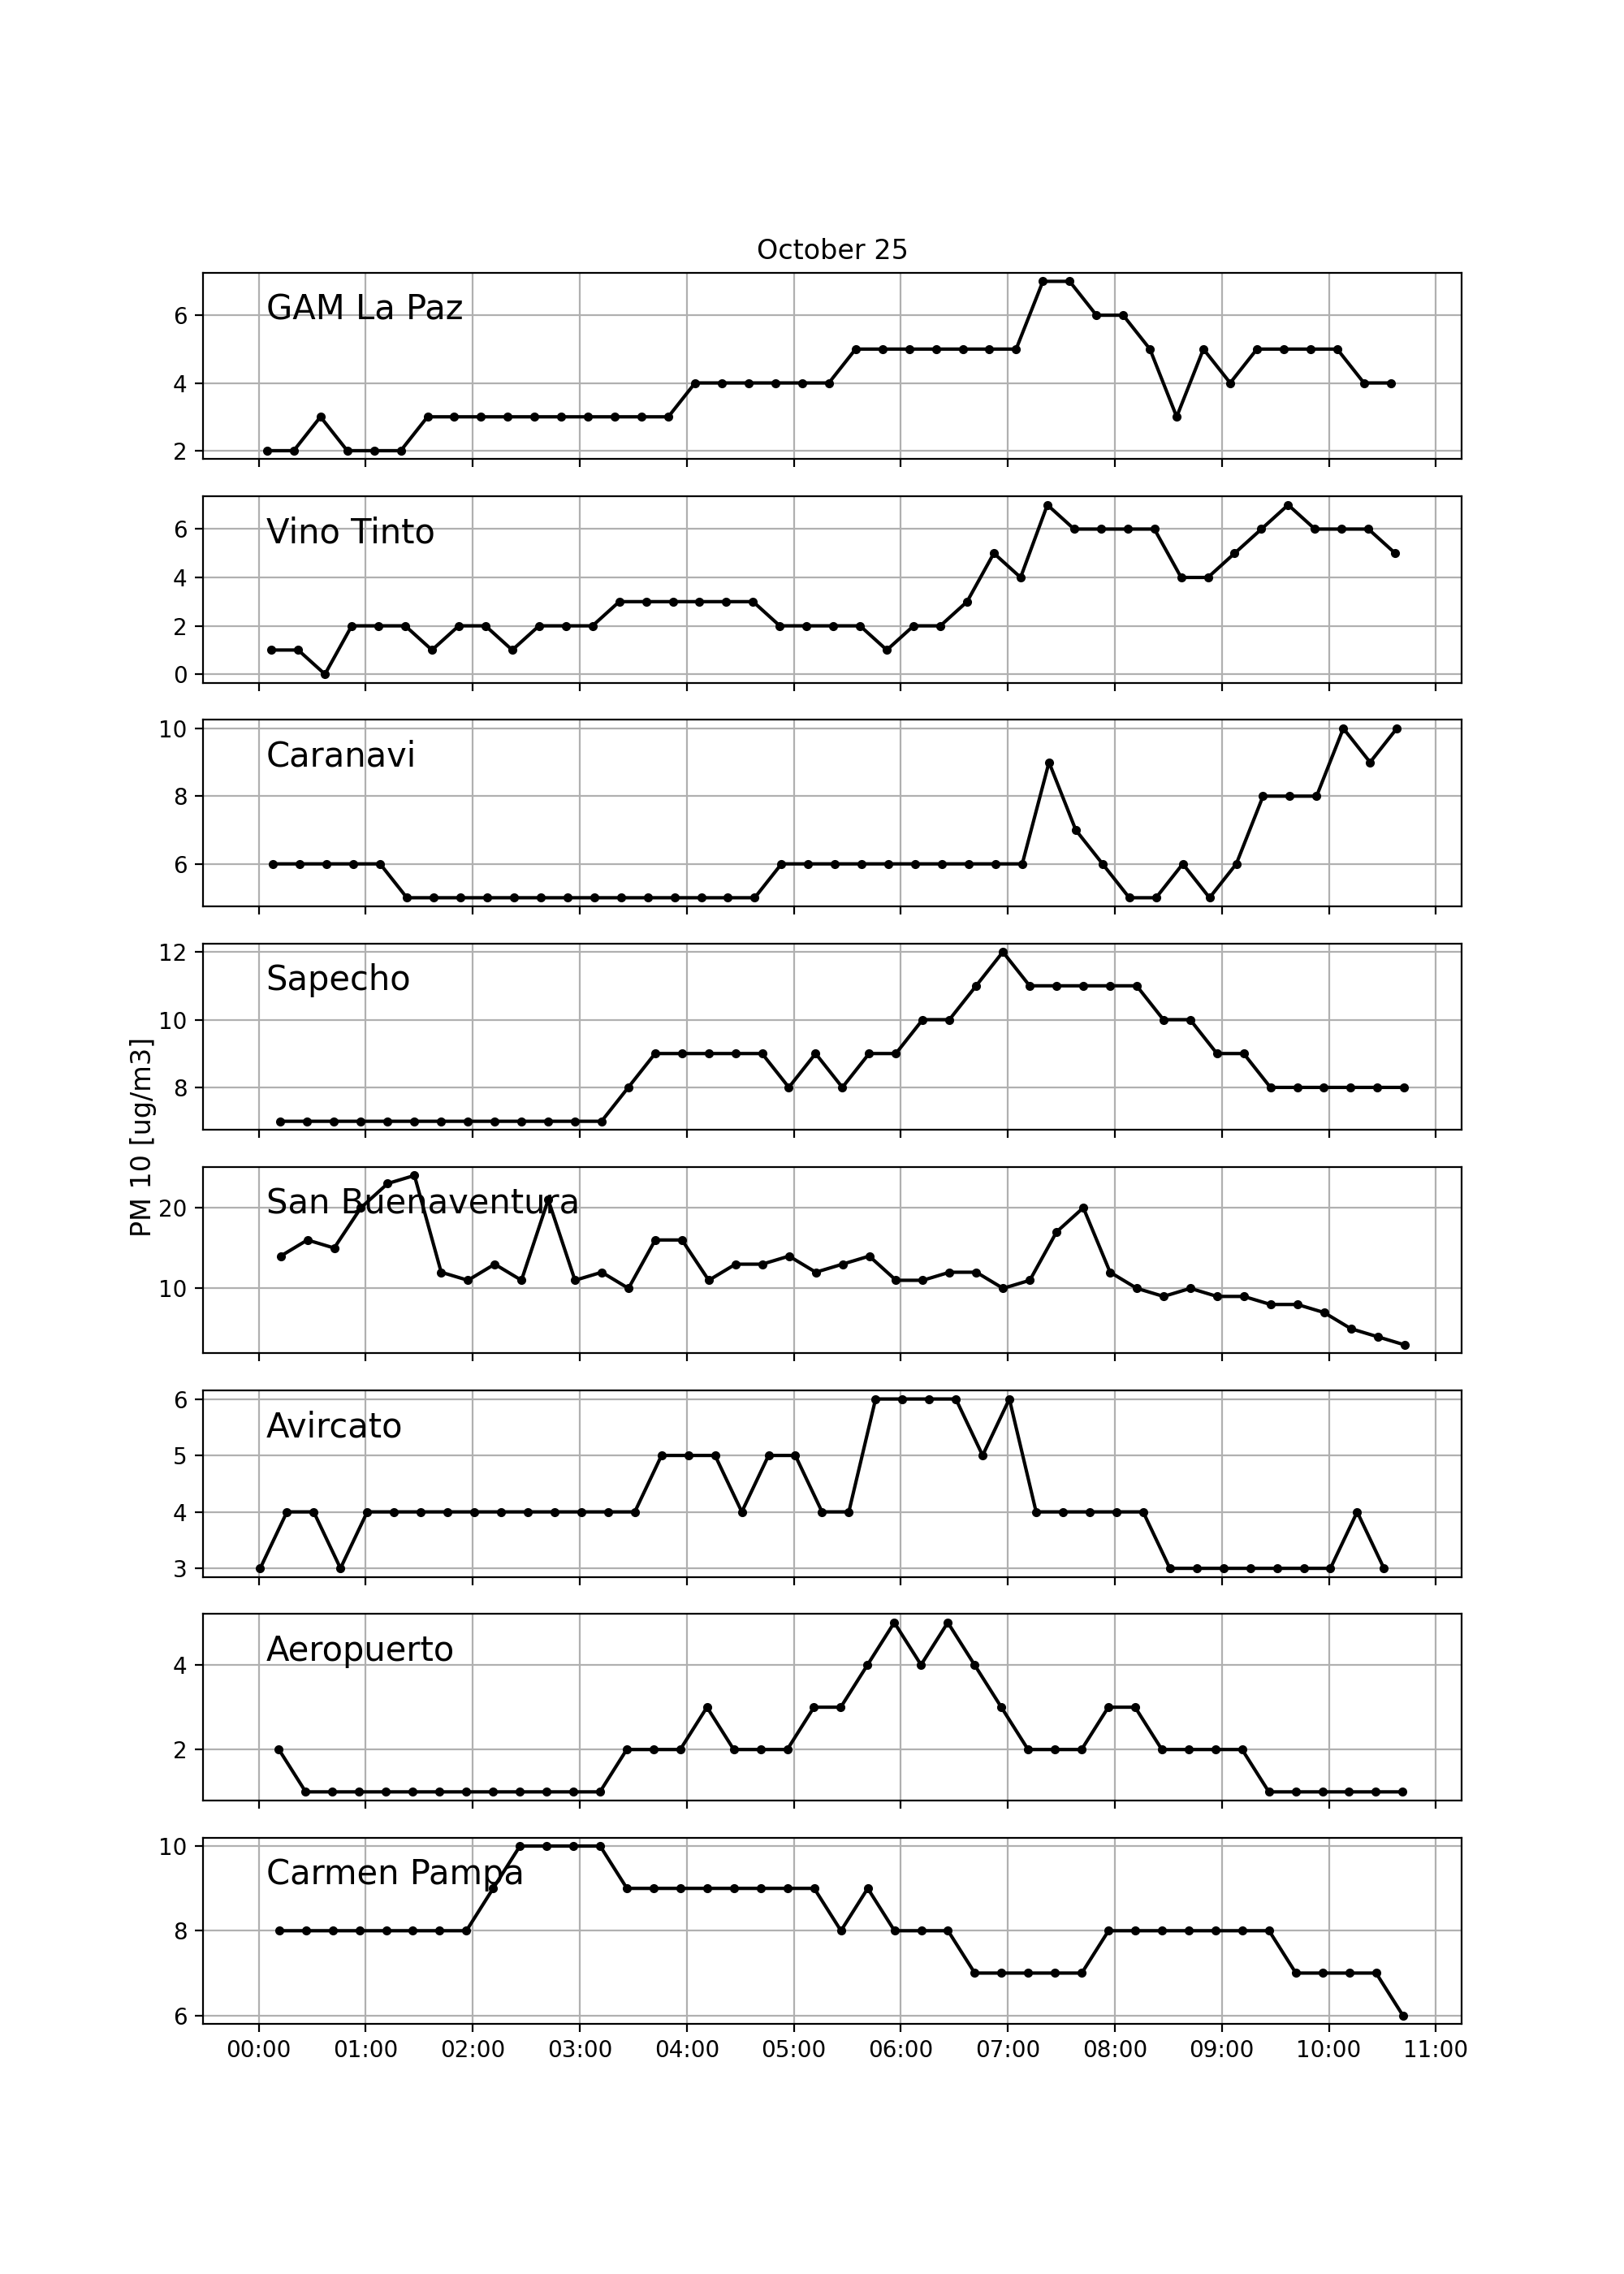 October 25
GAM La Paz
6
4
2
Vino Tinto
6
4
2
0
Caranavi
10
8
6
Sapecho
12
10
8
PM 10 [ug/m3]
San Buenaventura
20
10
Avircato
6
5
4
3
Aeropuerto
4
2
Carmen Pampa
10
8
6
00:00 01:00 02:00 03:00 04:00 05:00 06:00 07:00 08:00 09:00 10:00 11:00